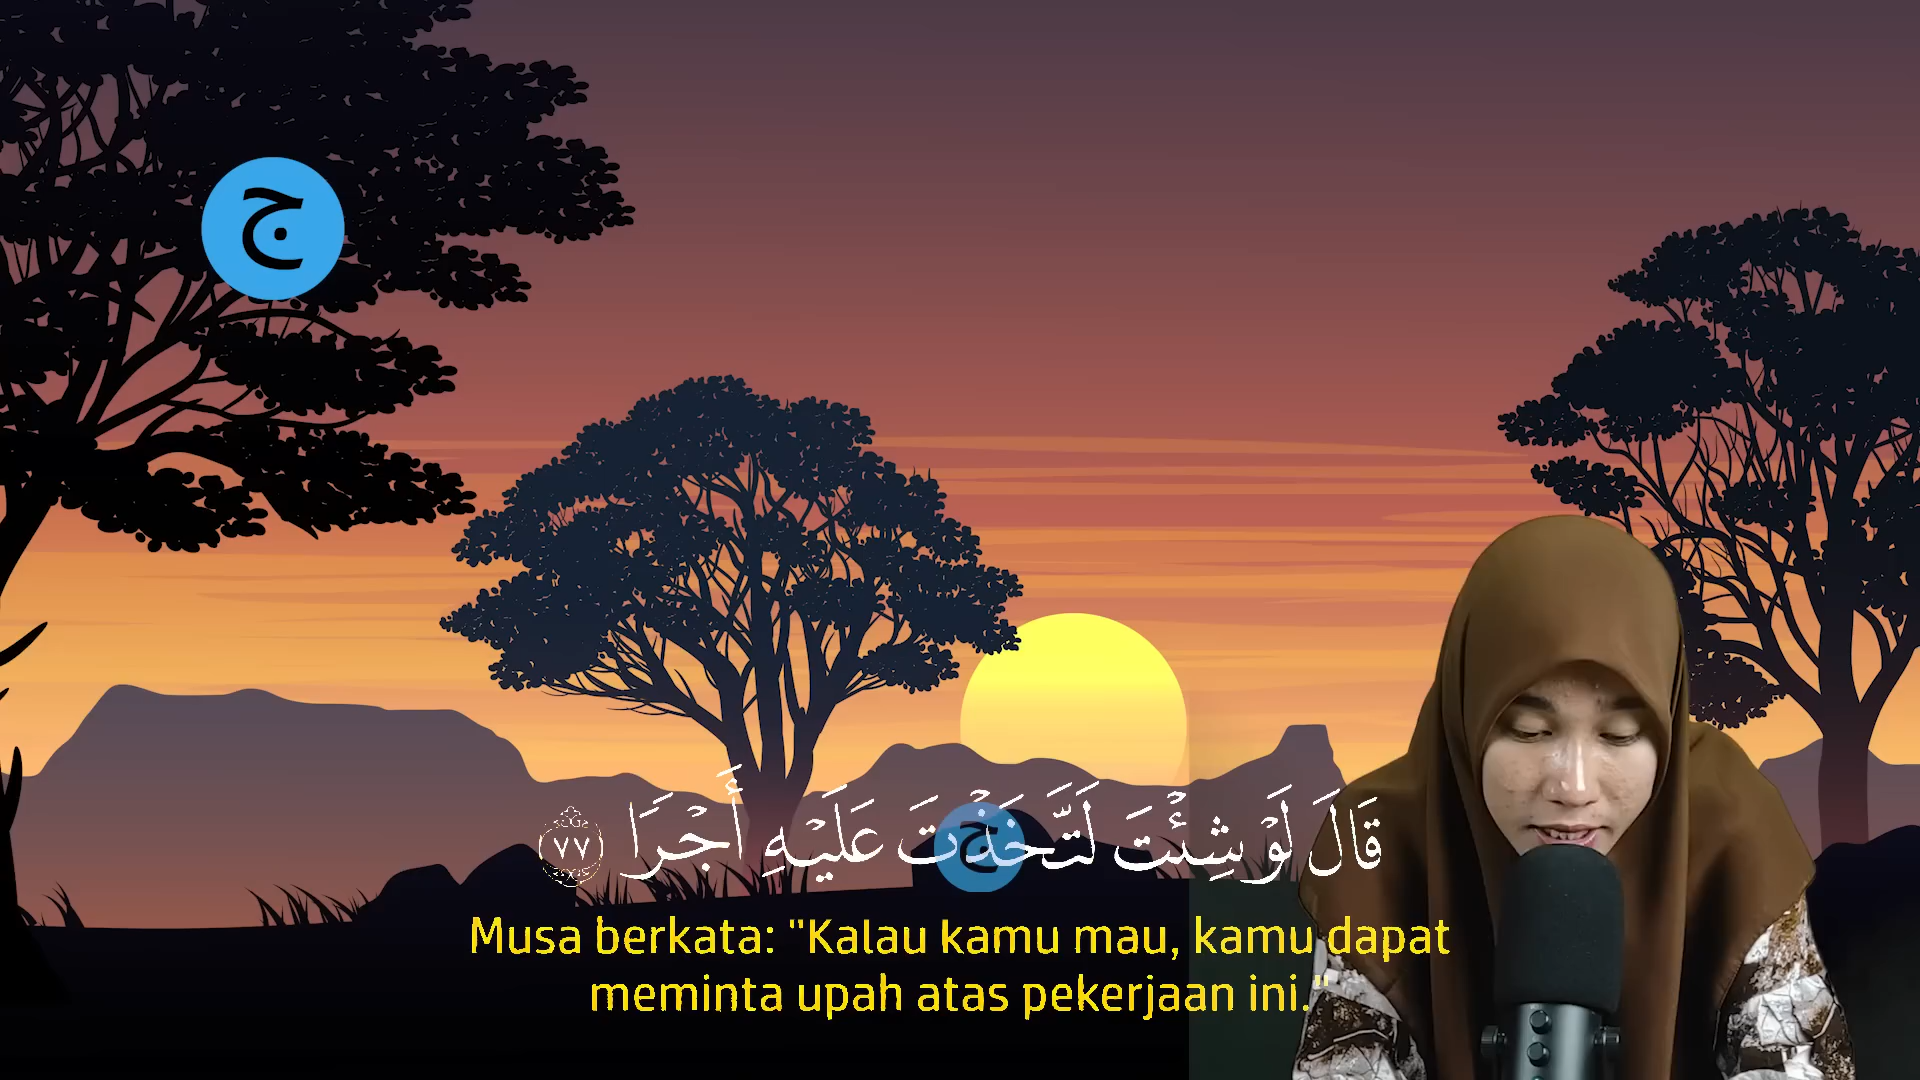 ج
قَالَ لَوْ شِئْتَ لَتَّخَذْتَ عَلَيْهِ أَجْرًا ٧٧
ج
Musa berkata: "Kalau kamu mau, kamu dapat
meminta upah atas pekerjaan ini."